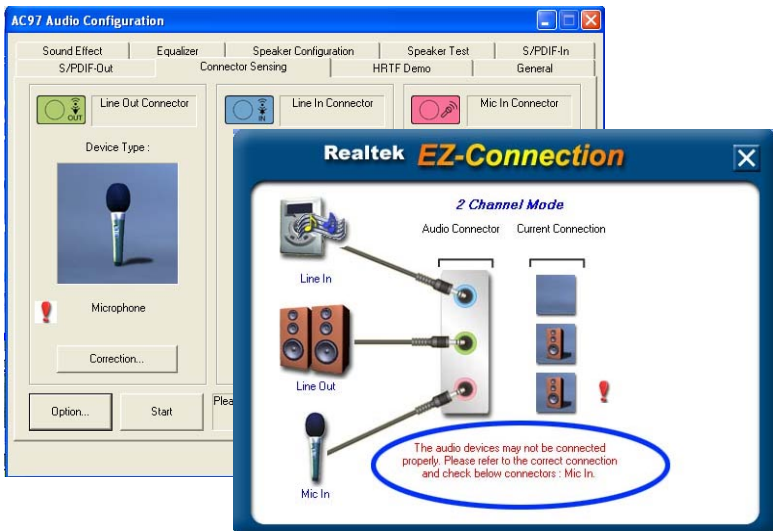 AC97 Audio Configuration
Sound Effect
Equalizer
Speaker Configuration
Speaker Test
S/PDIF-In
S/PDIF-Out
Connector Sensing
HRTF Demo
General
OUT
Line Out Connector
IN
Line In Connector
Mic In Connector
Device Type :
Microphone
Correction...
Option...
Start
Realtek EZ-Connection
2 Channel Mode
Audio Connector
Current Connection
Line In
Line Out
Mic In
The audio devices may not be connected
properly. Please refer to the correct connection
and check below connectors : Mic In.